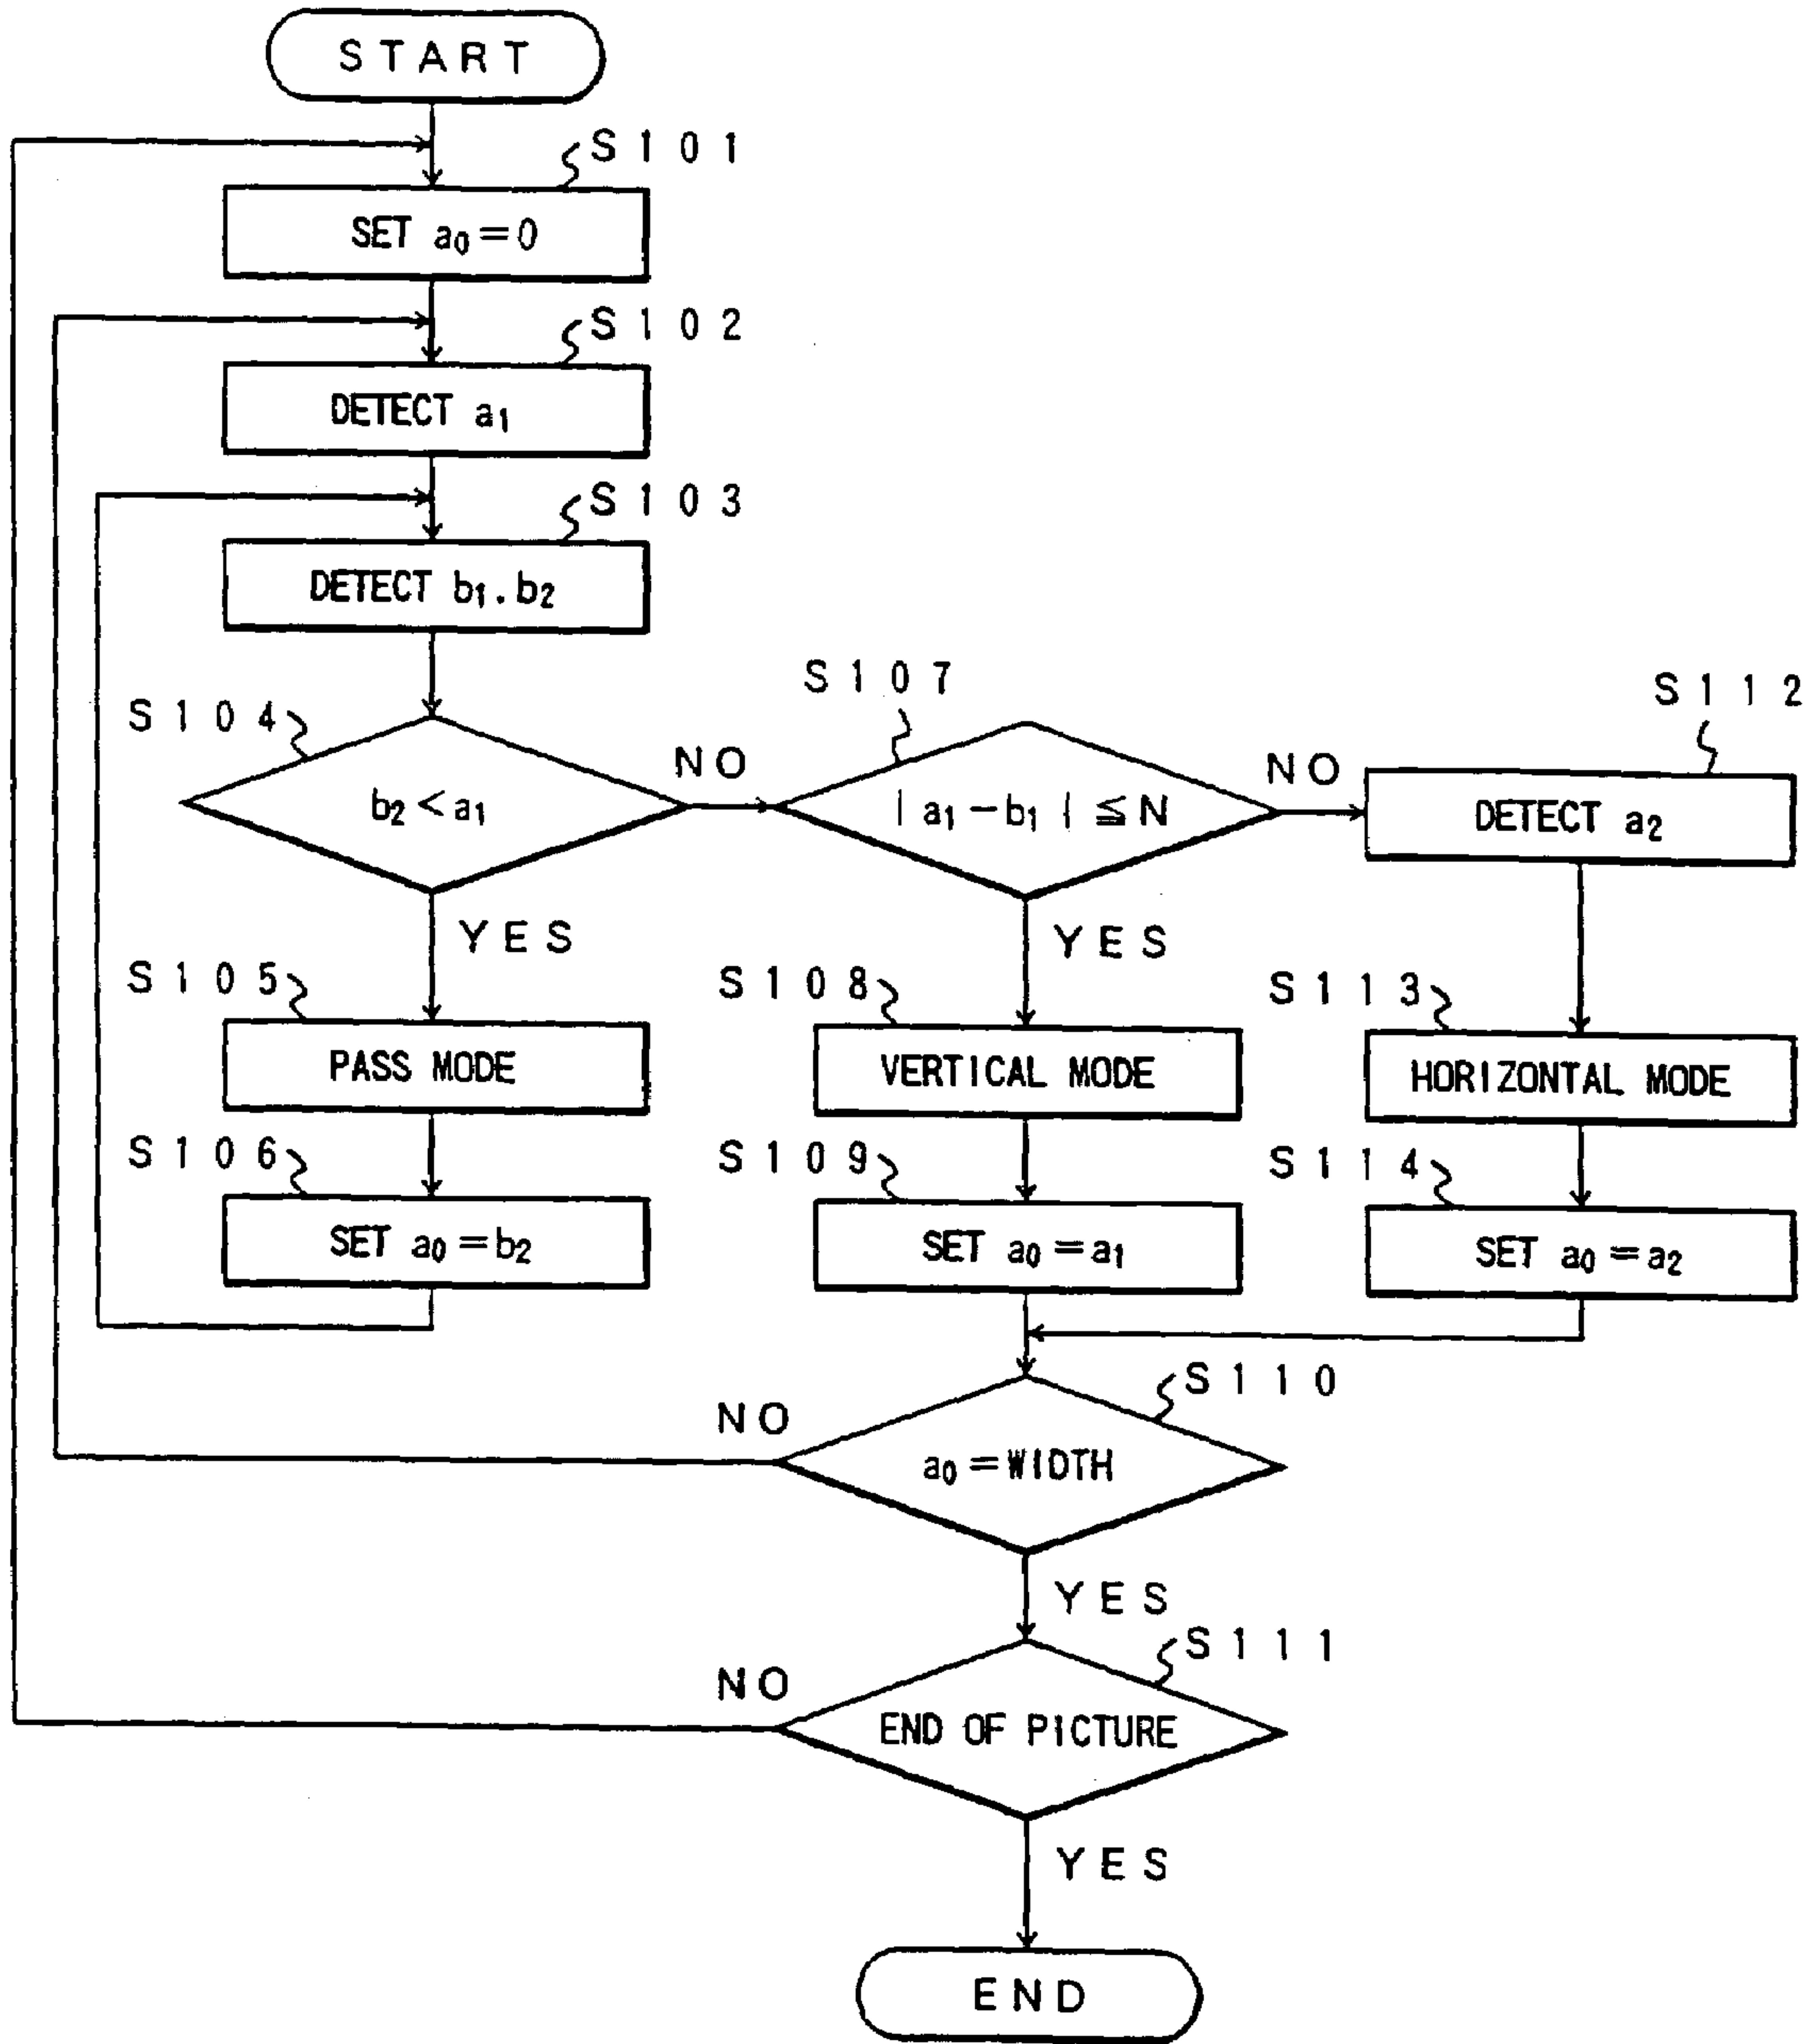 START
S101
SET a₀=0
S102
DETECT a₁
S103
DETECT b₁.b₂
S104
b₂<a₁
NO
S107
|a₁-b₁|≦N
NO
S112
DETECT a₂
YES
YES
S105
PASS MODE
S108
VERTICAL MODE
S113
HORIZONTAL MODE
S106
SET a₀=b₂
S109
SET a₀=a₁
S114
SET a₀=a₂
S110
NO
a₀=WIDTH
YES
S111
NO
END OF PICTURE
YES
END